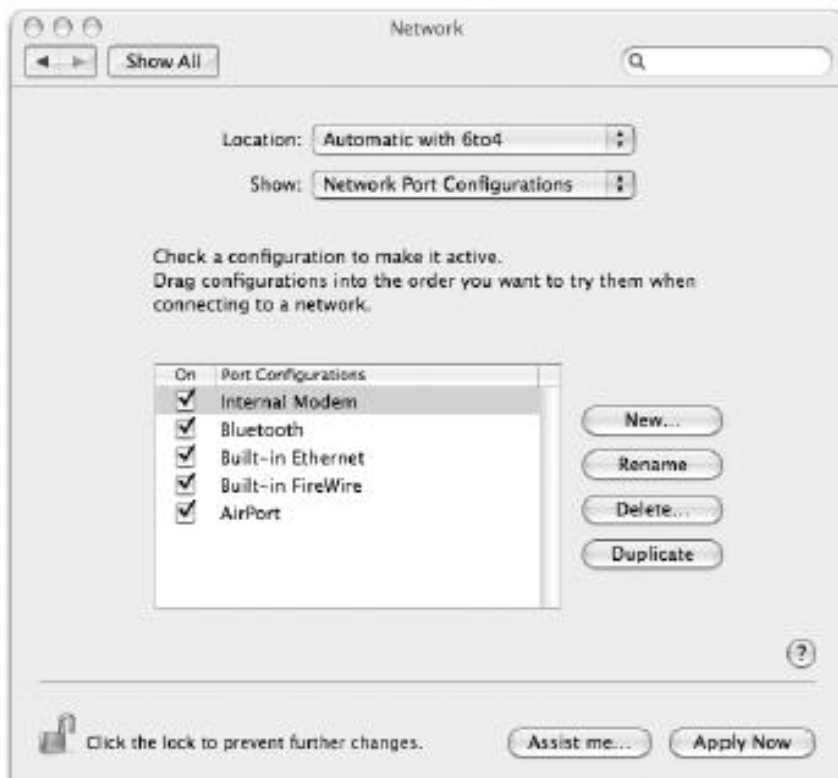 Network
Show All
Location: Automatic with 6to4
Show: Network Port Configurations
Check a configuration to make it active.
Drag configurations into the order you want to try them when
connecting to a network.
On Port Configurations
Internal Modem
Bluetooth
Built-in Ethernet
Built-in FireWire
AirPort
New...
Rename
Delete...
Duplicate
?
Click the lock to prevent further changes.
Assist me...
Apply Now